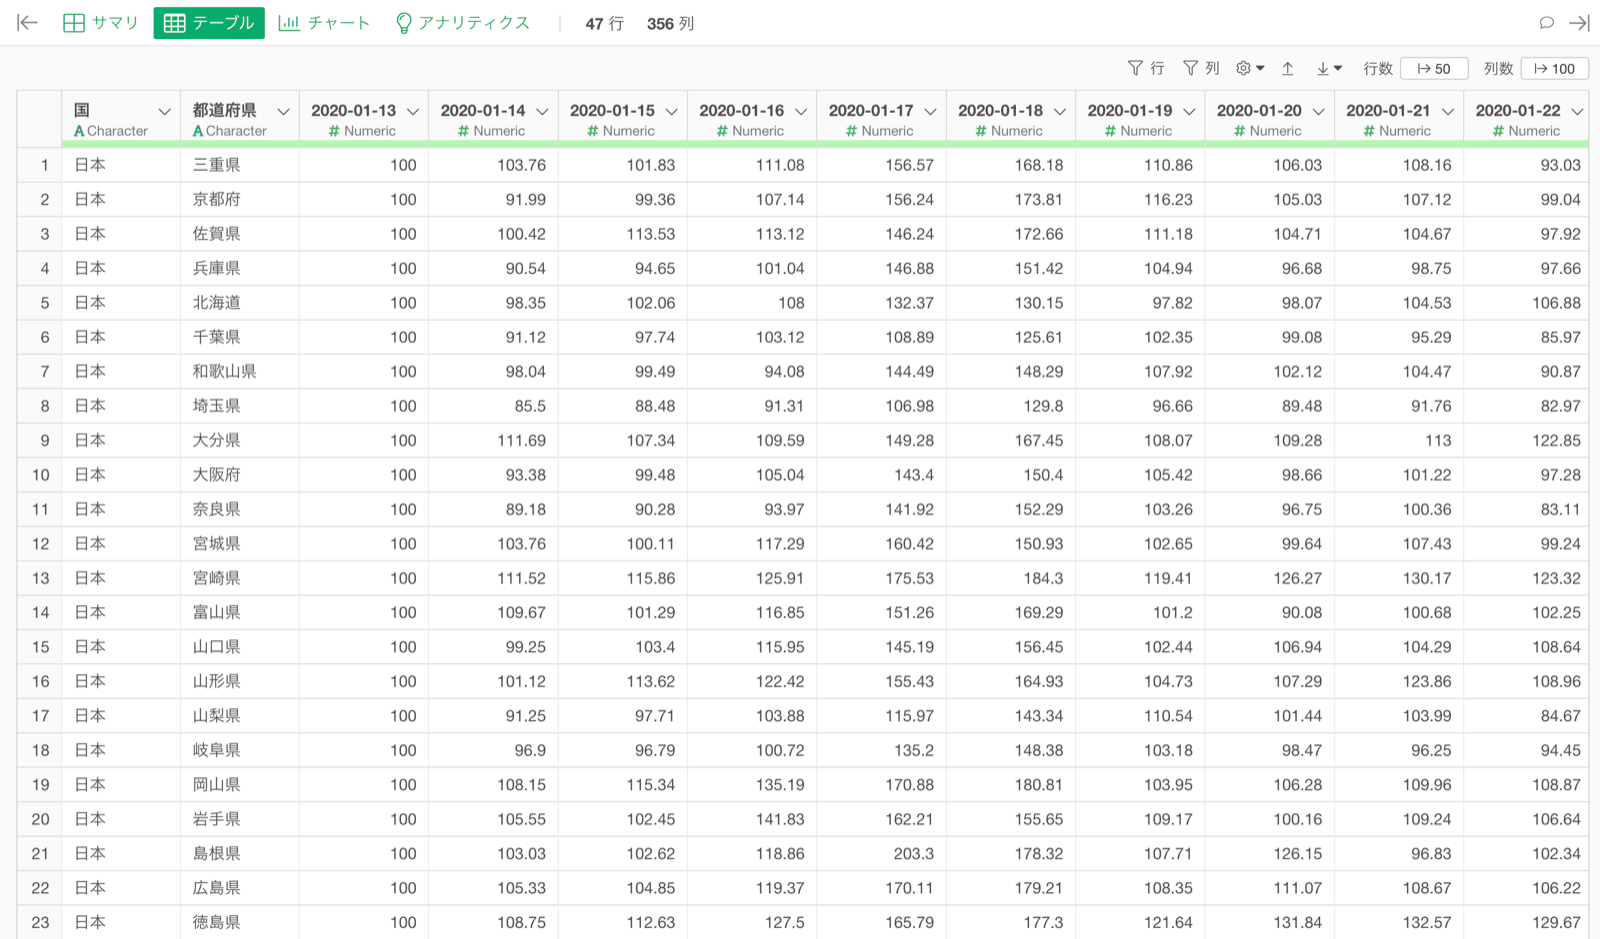 サマリ テーブル チャート アナリティクス 47 行 356 列
行 列 行数 50 列数 100
国 都道府県 2020-01-13 2020-01-14 2020-01-15 2020-01-16 2020-01-17 2020-01-18 2020-01-19 2020-01-20 2020-01-21 2020-01-22
A Character A Character # Numeric # Numeric # Numeric # Numeric # Numeric # Numeric # Numeric # Numeric # Numeric # Numeric
1 日本 三重県 100 103.76 101.83 111.08 156.57 168.18 110.86 106.03 108.16 93.03
2 日本 京都府 100 91.99 99.36 107.14 156.24 173.81 116.23 105.03 107.12 99.04
3 日本 佐賀県 100 100.42 113.53 113.12 146.24 172.66 111.18 104.71 104.67 97.92
4 日本 兵庫県 100 90.54 94.65 101.04 146.88 151.42 104.94 96.68 98.75 97.66
5 日本 北海道 100 98.35 102.06 108 132.37 130.15 97.82 98.07 104.53 106.88
6 日本 千葉県 100 91.12 97.74 103.12 108.89 125.61 102.35 99.08 95.29 85.97
7 日本 和歌山県 100 98.04 99.49 94.08 144.49 148.29 107.92 102.12 104.47 90.87
8 日本 埼玉県 100 85.5 88.48 91.31 106.98 129.8 96.66 89.48 91.76 82.97
9 日本 大分県 100 111.69 107.34 109.59 149.28 167.45 108.07 109.28 113 122.85
10 日本 大阪府 100 93.38 99.48 105.04 143.4 150.4 105.42 98.66 101.22 97.28
11 日本 奈良県 100 89.18 90.28 93.97 141.92 152.29 103.26 96.75 100.36 83.11
12 日本 宮城県 100 103.76 100.11 117.29 160.42 150.93 102.65 99.64 107.43 99.24
13 日本 宮崎県 100 111.52 115.86 125.91 175.53 184.3 119.41 126.27 130.17 123.32
14 日本 富山県 100 109.67 101.29 116.85 151.26 169.29 101.2 90.08 100.68 102.25
15 日本 山口県 100 99.25 103.4 115.95 145.19 156.45 102.44 106.94 104.29 108.64
16 日本 山形県 100 101.12 113.62 122.42 155.43 164.93 104.73 107.29 123.86 108.96
17 日本 山梨県 100 91.25 97.71 103.88 115.97 143.34 110.54 101.44 103.99 84.67
18 日本 岐阜県 100 96.9 96.79 100.72 135.2 148.38 103.18 98.47 96.25 94.45
19 日本 岡山県 100 108.15 115.34 135.19 170.88 180.81 103.95 106.28 109.96 108.87
20 日本 岩手県 100 105.55 102.45 141.83 162.21 155.65 109.17 100.16 109.24 106.64
21 日本 島根県 100 103.03 102.62 118.86 203.3 178.32 107.71 126.15 96.83 102.34
22 日本 広島県 100 105.33 104.85 119.37 170.11 179.21 108.35 111.07 108.67 106.22
23 日本 徳島県 100 108.75 112.63 127.5 165.79 177.3 121.64 131.84 132.57 129.67